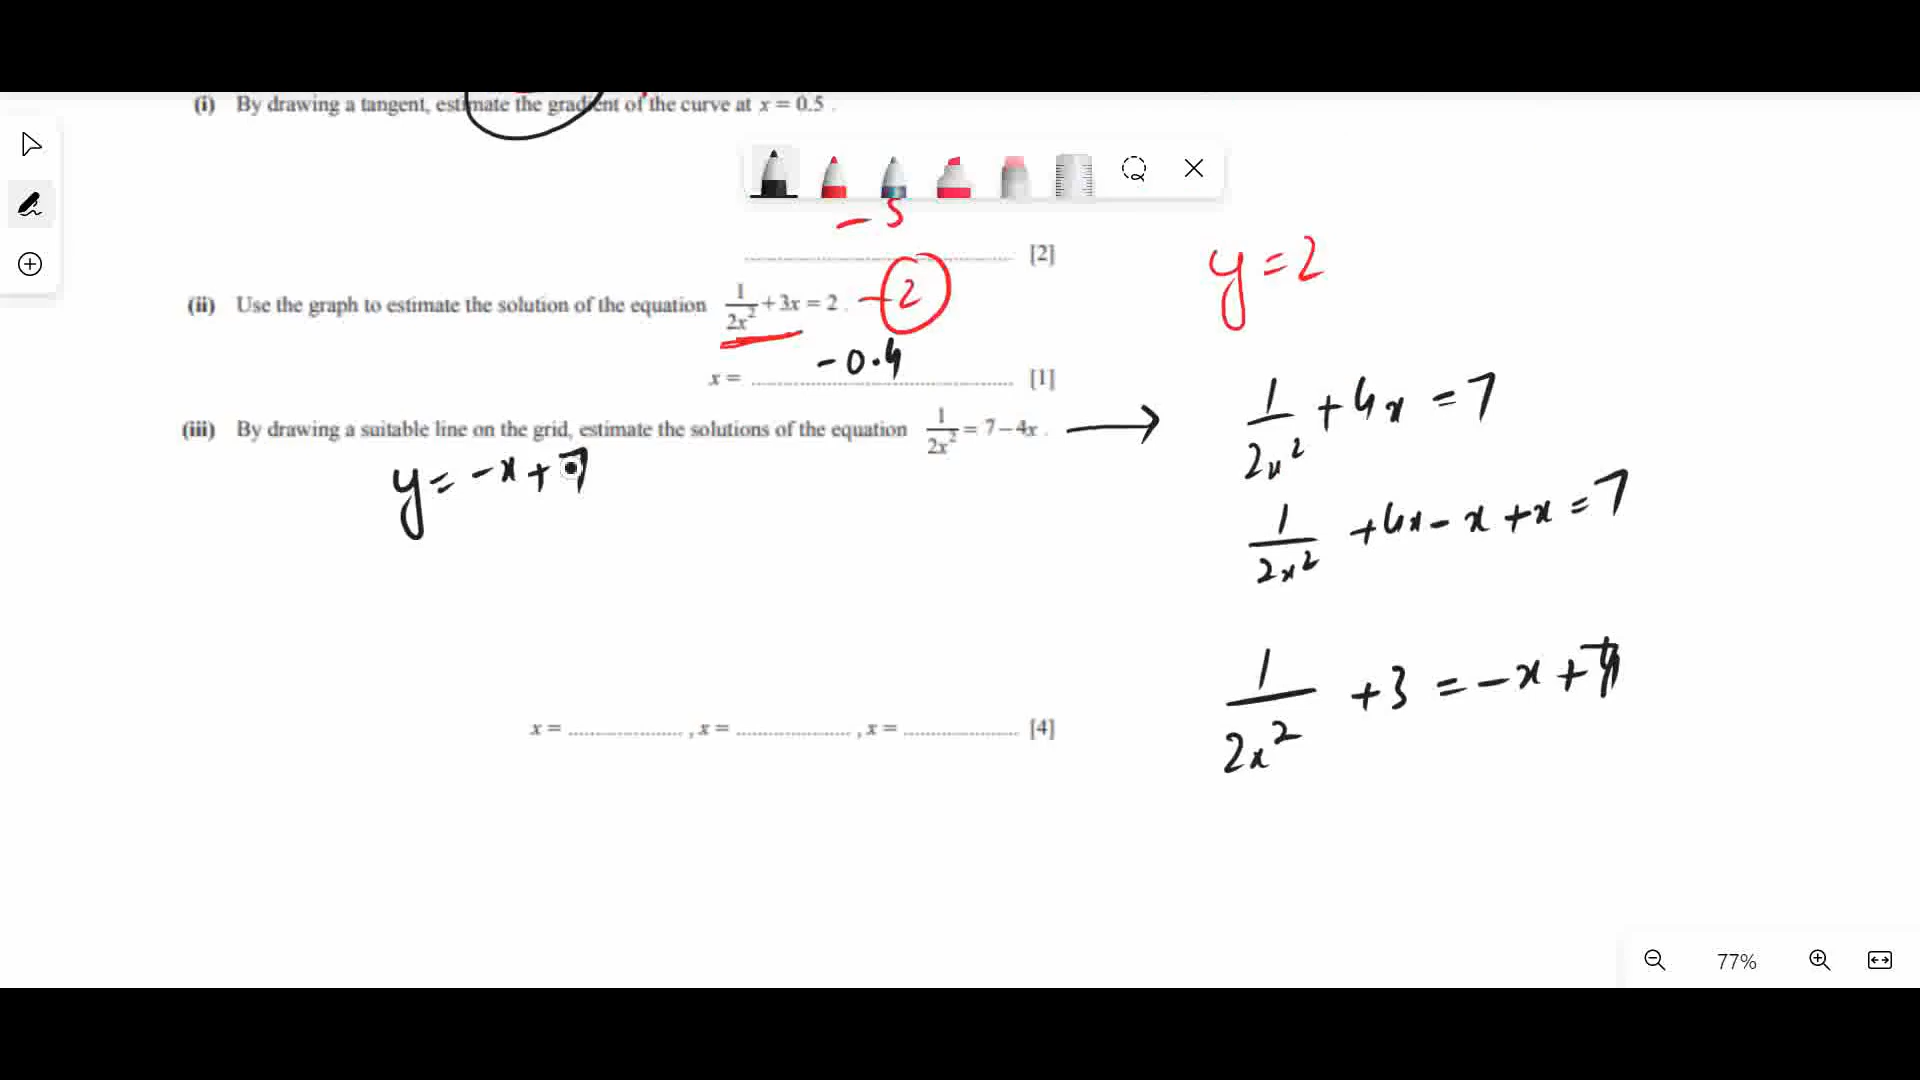 (i) By drawing a tangent, estimate the gradient of the curve at x = 0.5 .
- 5
[2]
y = 2
(ii) Use the graph to estimate the solution of the equation 1/2x² + 3x = 2 . - 2
- 0.4
x = [1]
1/2x² + 4x = 7
(iii) By drawing a suitable line on the grid, estimate the solutions of the equation 1/2x² = 7 - 4x . →
y = -x + 7
1/2x² + 4x - x + x = 7
1/2x² + 3 = -x + 7
x = , x = , x = [4]
77%